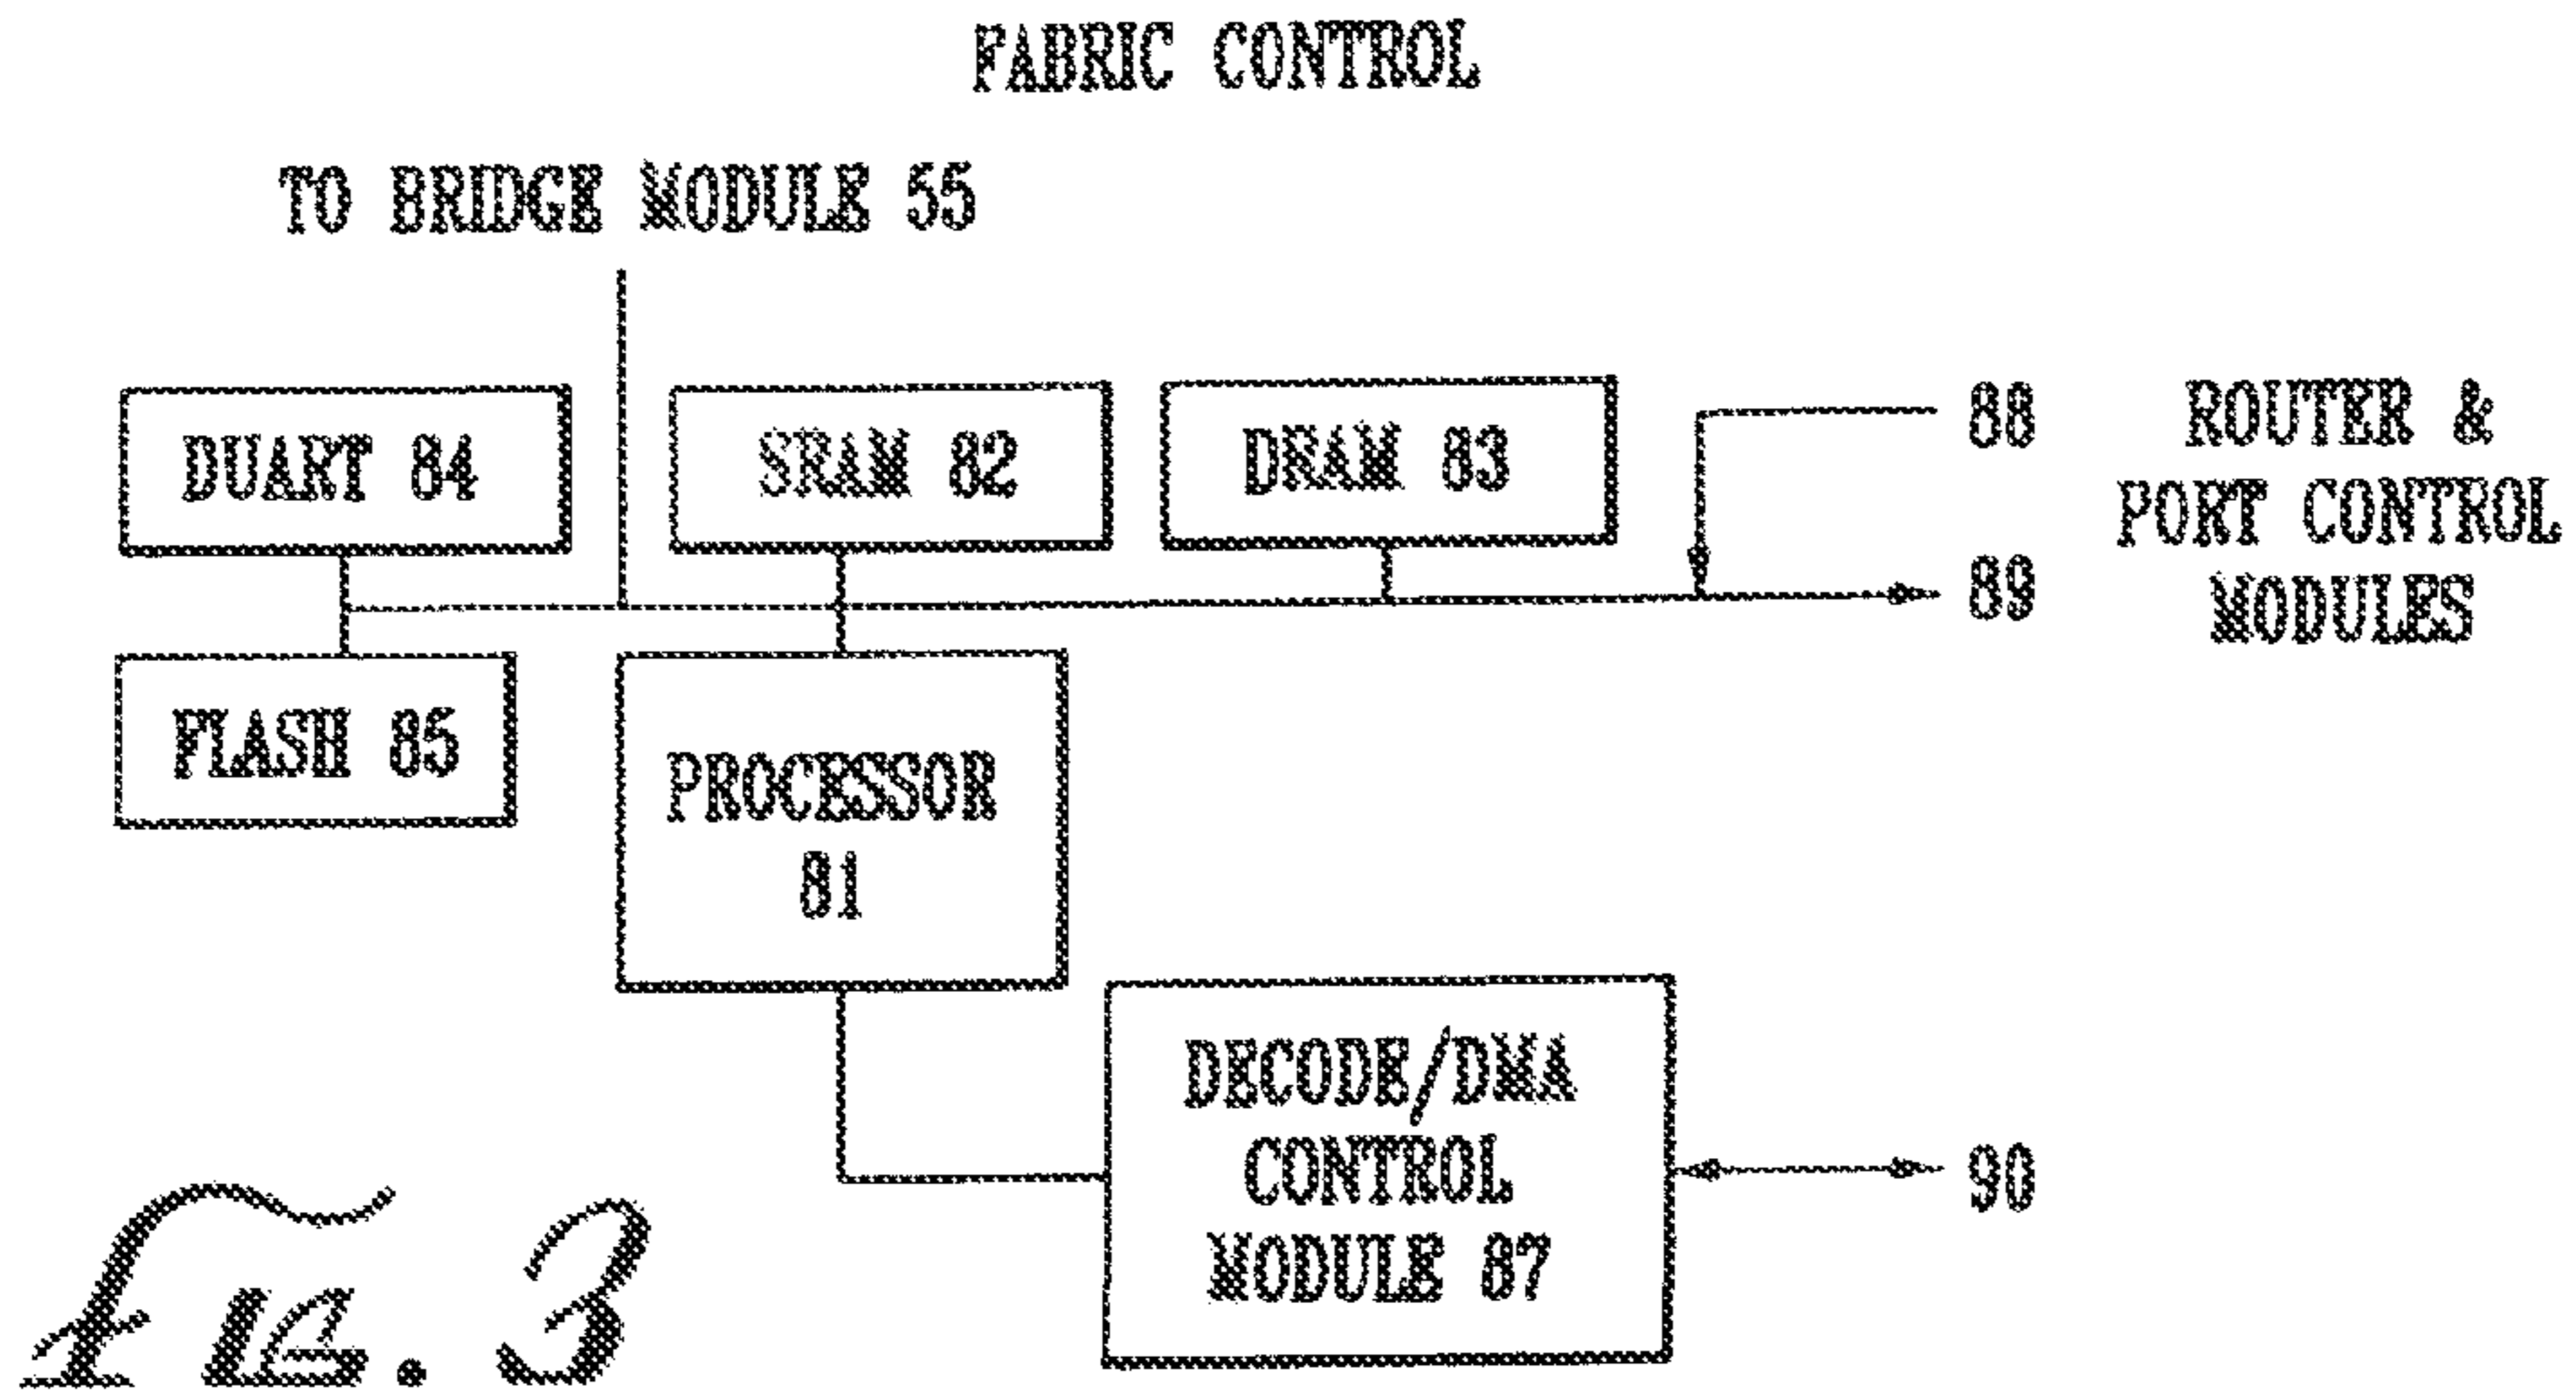 FABRIC CONTROL
TO BRIDGE MODULE 55
DUART 84
SRAM 82
DRAM 83
88
ROUTER &
PORT CONTROL
MODULES
89
FLASH 85
PROCESSOR
81
DECODE/DMA
CONTROL
MODULE 87
90
FIG. 3